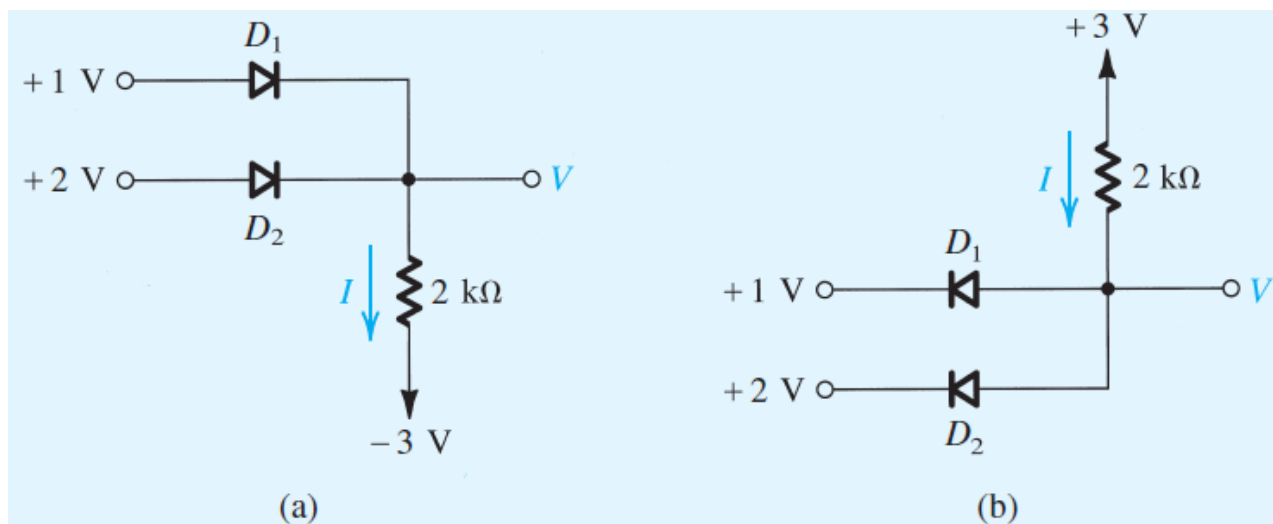 D₁
+1 V
+2 V
V
D₂
I
2 kΩ
−3 V
(a)
+3 V
I
2 kΩ
D₁
+1 V
V
+2 V
D₂
(b)